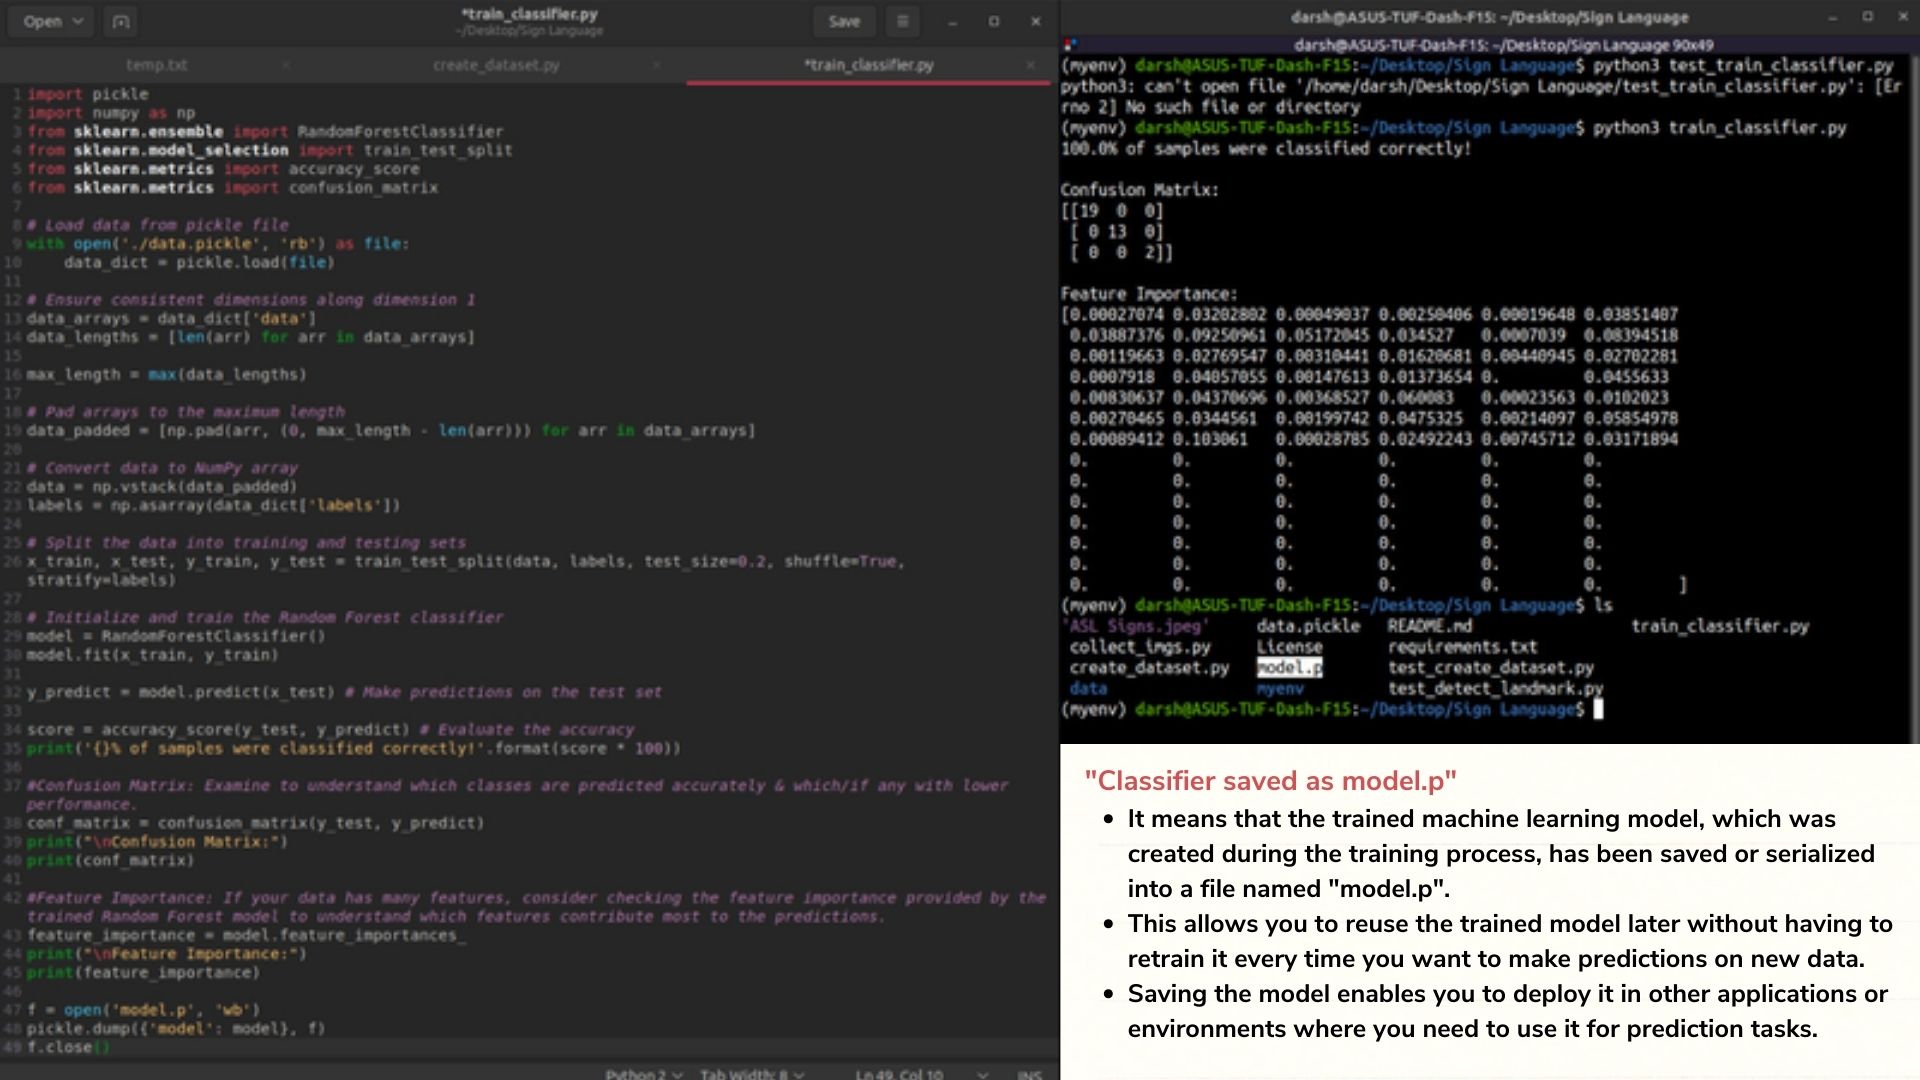 Open
*train_classifier.py
~/Desktop/Sign Language
Save
temp.txt
create_dataset.py
*train_classifier.py
1 import pickle
2 import numpy as np
3 from sklearn.ensemble import RandomForestClassifier
4 from sklearn.model_selection import train_test_split
5 from sklearn.metrics import accuracy_score
6 from sklearn.metrics import confusion_matrix
7
8 # Load data from pickle file
9 with open('./data.pickle', 'rb') as file:
10     data_dict = pickle.load(file)
11
12 # Ensure consistent dimensions along dimension 1
13 data_arrays = data_dict['data']
14 data_lengths = [len(arr) for arr in data_arrays]
15
16 max_length = max(data_lengths)
17
18 # Pad arrays to the maximum length
19 data_padded = [np.pad(arr, (0, max_length - len(arr))) for arr in data_arrays]
20
21 # Convert data to NumPy array
22 data = np.vstack(data_padded)
23 labels = np.asarray(data_dict['labels'])
24
25 # Split the data into training and testing sets
26 x_train, x_test, y_train, y_test = train_test_split(data, labels, test_size=0.2, shuffle=True,
stratify=labels)
27
28 # Initialize and train the Random Forest classifier
29 model = RandomForestClassifier()
30 model.fit(x_train, y_train)
31
32 y_predict = model.predict(x_test) # Make predictions on the test set
33
34 score = accuracy_score(y_test, y_predict) # Evaluate the accuracy
35 print('{}% of samples were classified correctly!'.format(score * 100))
36
37 #Confusion Matrix: Examine to understand which classes are predicted accurately & which/if any with lower
performance.
38 conf_matrix = confusion_matrix(y_test, y_predict)
39 print("\nConfusion Matrix:")
40 print(conf_matrix)
41
42 #Feature Importance: If your data has many features, consider checking the feature importance provided by the
trained Random Forest model to understand which features contribute most to the predictions.
43 feature_importance = model.feature_importances_
44 print("\nFeature Importance:")
45 print(feature_importance)
46
47 f = open('model.p', 'wb')
48 pickle.dump({'model': model}, f)
49 f.close()
Python 2 Tab Width: 8 Ln 49, Col 10 INS
darsh@ASUS-TUF-Dash-F15: ~/Desktop/Sign Language
darsh@ASUS-TUF-Dash-F15: ~/Desktop/Sign Language 90x49
(myenv) darsh@ASUS-TUF-Dash-F15:~/Desktop/Sign Language$ python3 test_train_classifier.py
python3: can't open file '/home/darsh/Desktop/Sign Language/test_train_classifier.py': [Er
rno 2] No such file or directory
(myenv) darsh@ASUS-TUF-Dash-F15:~/Desktop/Sign Language$ python3 train_classifier.py
100.0% of samples were classified correctly!
Confusion Matrix:
[[19  0  0]
 [ 0 13  0]
 [ 0  0  2]]
Feature Importance:
[0.00027074 0.03202802 0.00049037 0.00250406 0.00019648 0.03851407
 0.03887376 0.09250961 0.05172045 0.034527   0.0007039  0.08394518
 0.00119663 0.02769547 0.00310441 0.01620681 0.00440945 0.02702281
 0.0007918  0.04057055 0.00147613 0.01373654 0.         0.0455633
 0.00830637 0.04370696 0.00368527 0.060083   0.00023563 0.0102023
 0.00270465 0.0344561  0.00199742 0.0475325  0.00214097 0.05854978
 0.00089412 0.103061   0.00028785 0.02492243 0.00745712 0.03171894
 0.         0.         0.         0.         0.         0.
 0.         0.         0.         0.         0.         0.
 0.         0.         0.         0.         0.         0.
 0.         0.         0.         0.         0.         0.
 0.         0.         0.         0.         0.         0.
 0.         0.         0.         0.         0.         0.
 0.         0.         0.         0.         0.         0.        ]
(myenv) darsh@ASUS-TUF-Dash-F15:~/Desktop/Sign Language$ ls
'ASL Signs.jpeg' data.pickle README.md train_classifier.py
collect_imgs.py License requirements.txt
create_dataset.py model.p test_create_dataset.py
data myenv test_detect_landmark.py
(myenv) darsh@ASUS-TUF-Dash-F15:~/Desktop/Sign Language$
"Classifier saved as model.p"
• It means that the trained machine learning model, which was
created during the training process, has been saved or serialized
into a file named "model.p".
• This allows you to reuse the trained model later without having to
retrain it every time you want to make predictions on new data.
• Saving the model enables you to deploy it in other applications or
environments where you need to use it for prediction tasks.